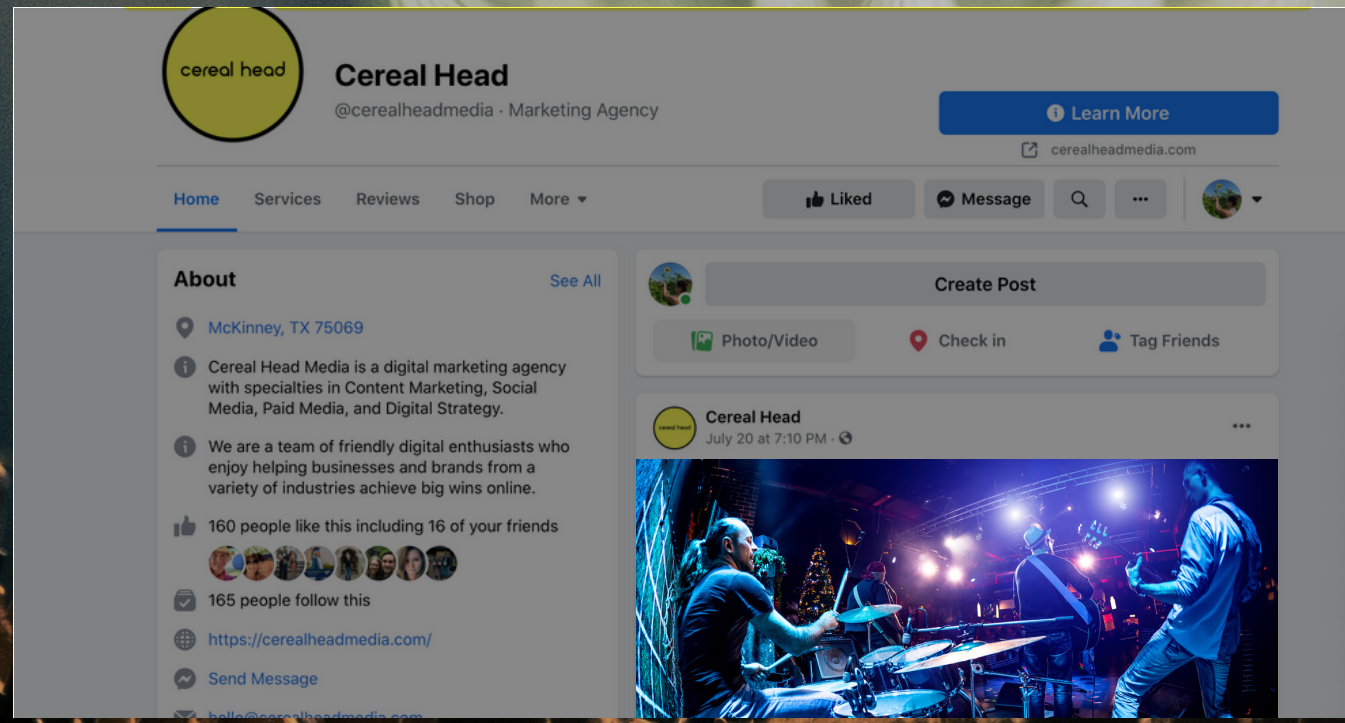 cereal head
Cereal Head
@cerealheadmedia · Marketing Agency
Learn More
cerealheadmedia.com
Home Services Reviews Shop More
Liked Message ...
About See All
McKinney, TX 75069
Cereal Head Media is a digital marketing agency
with specialties in Content Marketing, Social
Media, Paid Media, and Digital Strategy.
We are a team of friendly digital enthusiasts who
enjoy helping businesses and brands from a
variety of industries achieve big wins online.
160 people like this including 16 of your friends
165 people follow this
https://cerealheadmedia.com/
Send Message
hello@cerealheadmedia.com
Create Post
Photo/Video Check in Tag Friends
cereal head
Cereal Head
July 20 at 7:10 PM ·
...